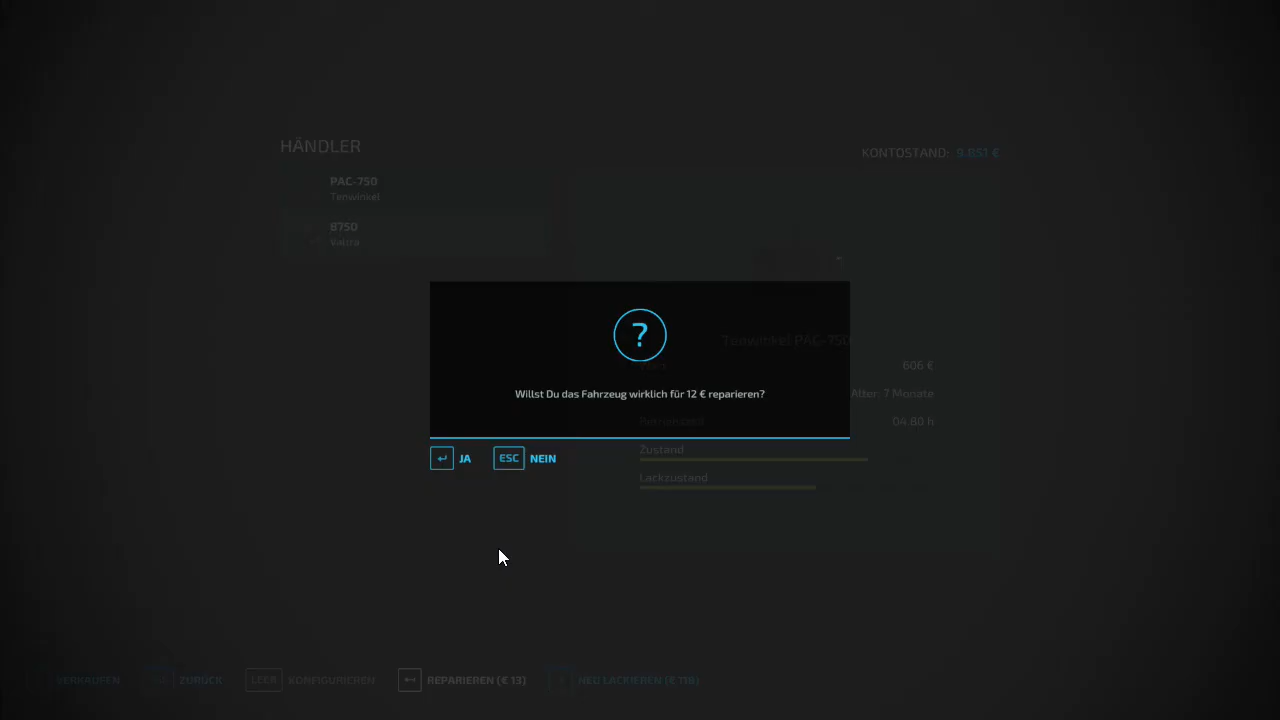 HÄNDLER
KONTOSTAND: 9.851 €
PAC-750
Tenwinkel
8750
Valtra
?
Tenwinkel PAC-750
606 €
Willst Du das Fahrzeug wirklich für 12 € reparieren?
Alter: 7 Monate
04.80 h
Zustand
ESC
JA
NEIN
Lackzustand
VERKAUFEN
ZURÜCK
LEER
KONFIGURIEREN
REPARIEREN (€ 13)
NEU LACKIEREN (€ 118)